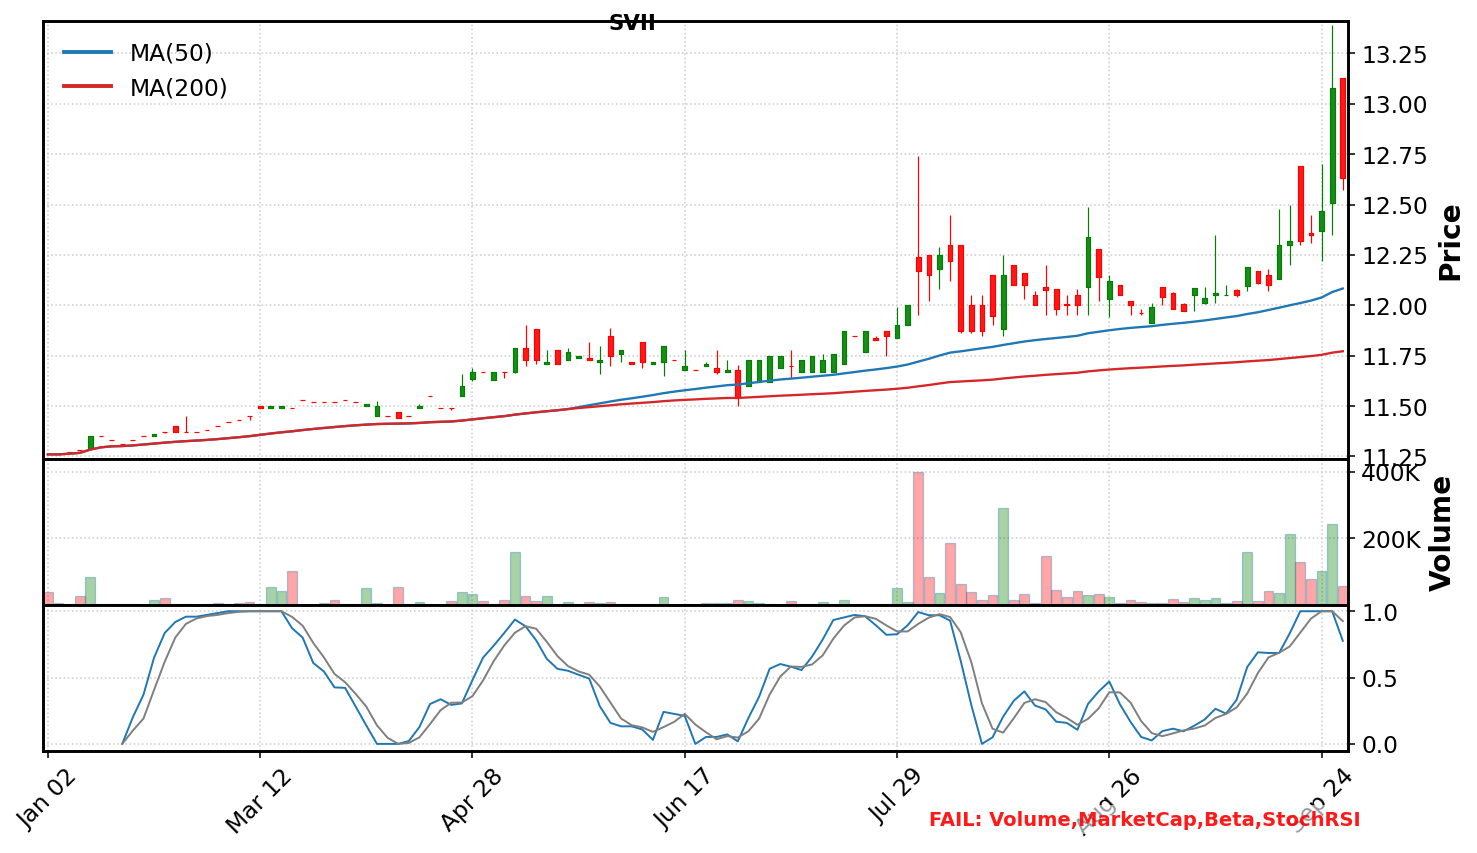 SVII
MA(50)
MA(200)
13.25
13.00
12.75
12.50
12.25
12.00
11.75
11.50
11.25
Price
400K
200K
Volume
1.0
0.5
0.0
Jan 02
Mar 12
Apr 28
Jun 17
Jul 29
Aug 26
Sep 24
FAIL: Volume,MarketCap,Beta,StochRSI